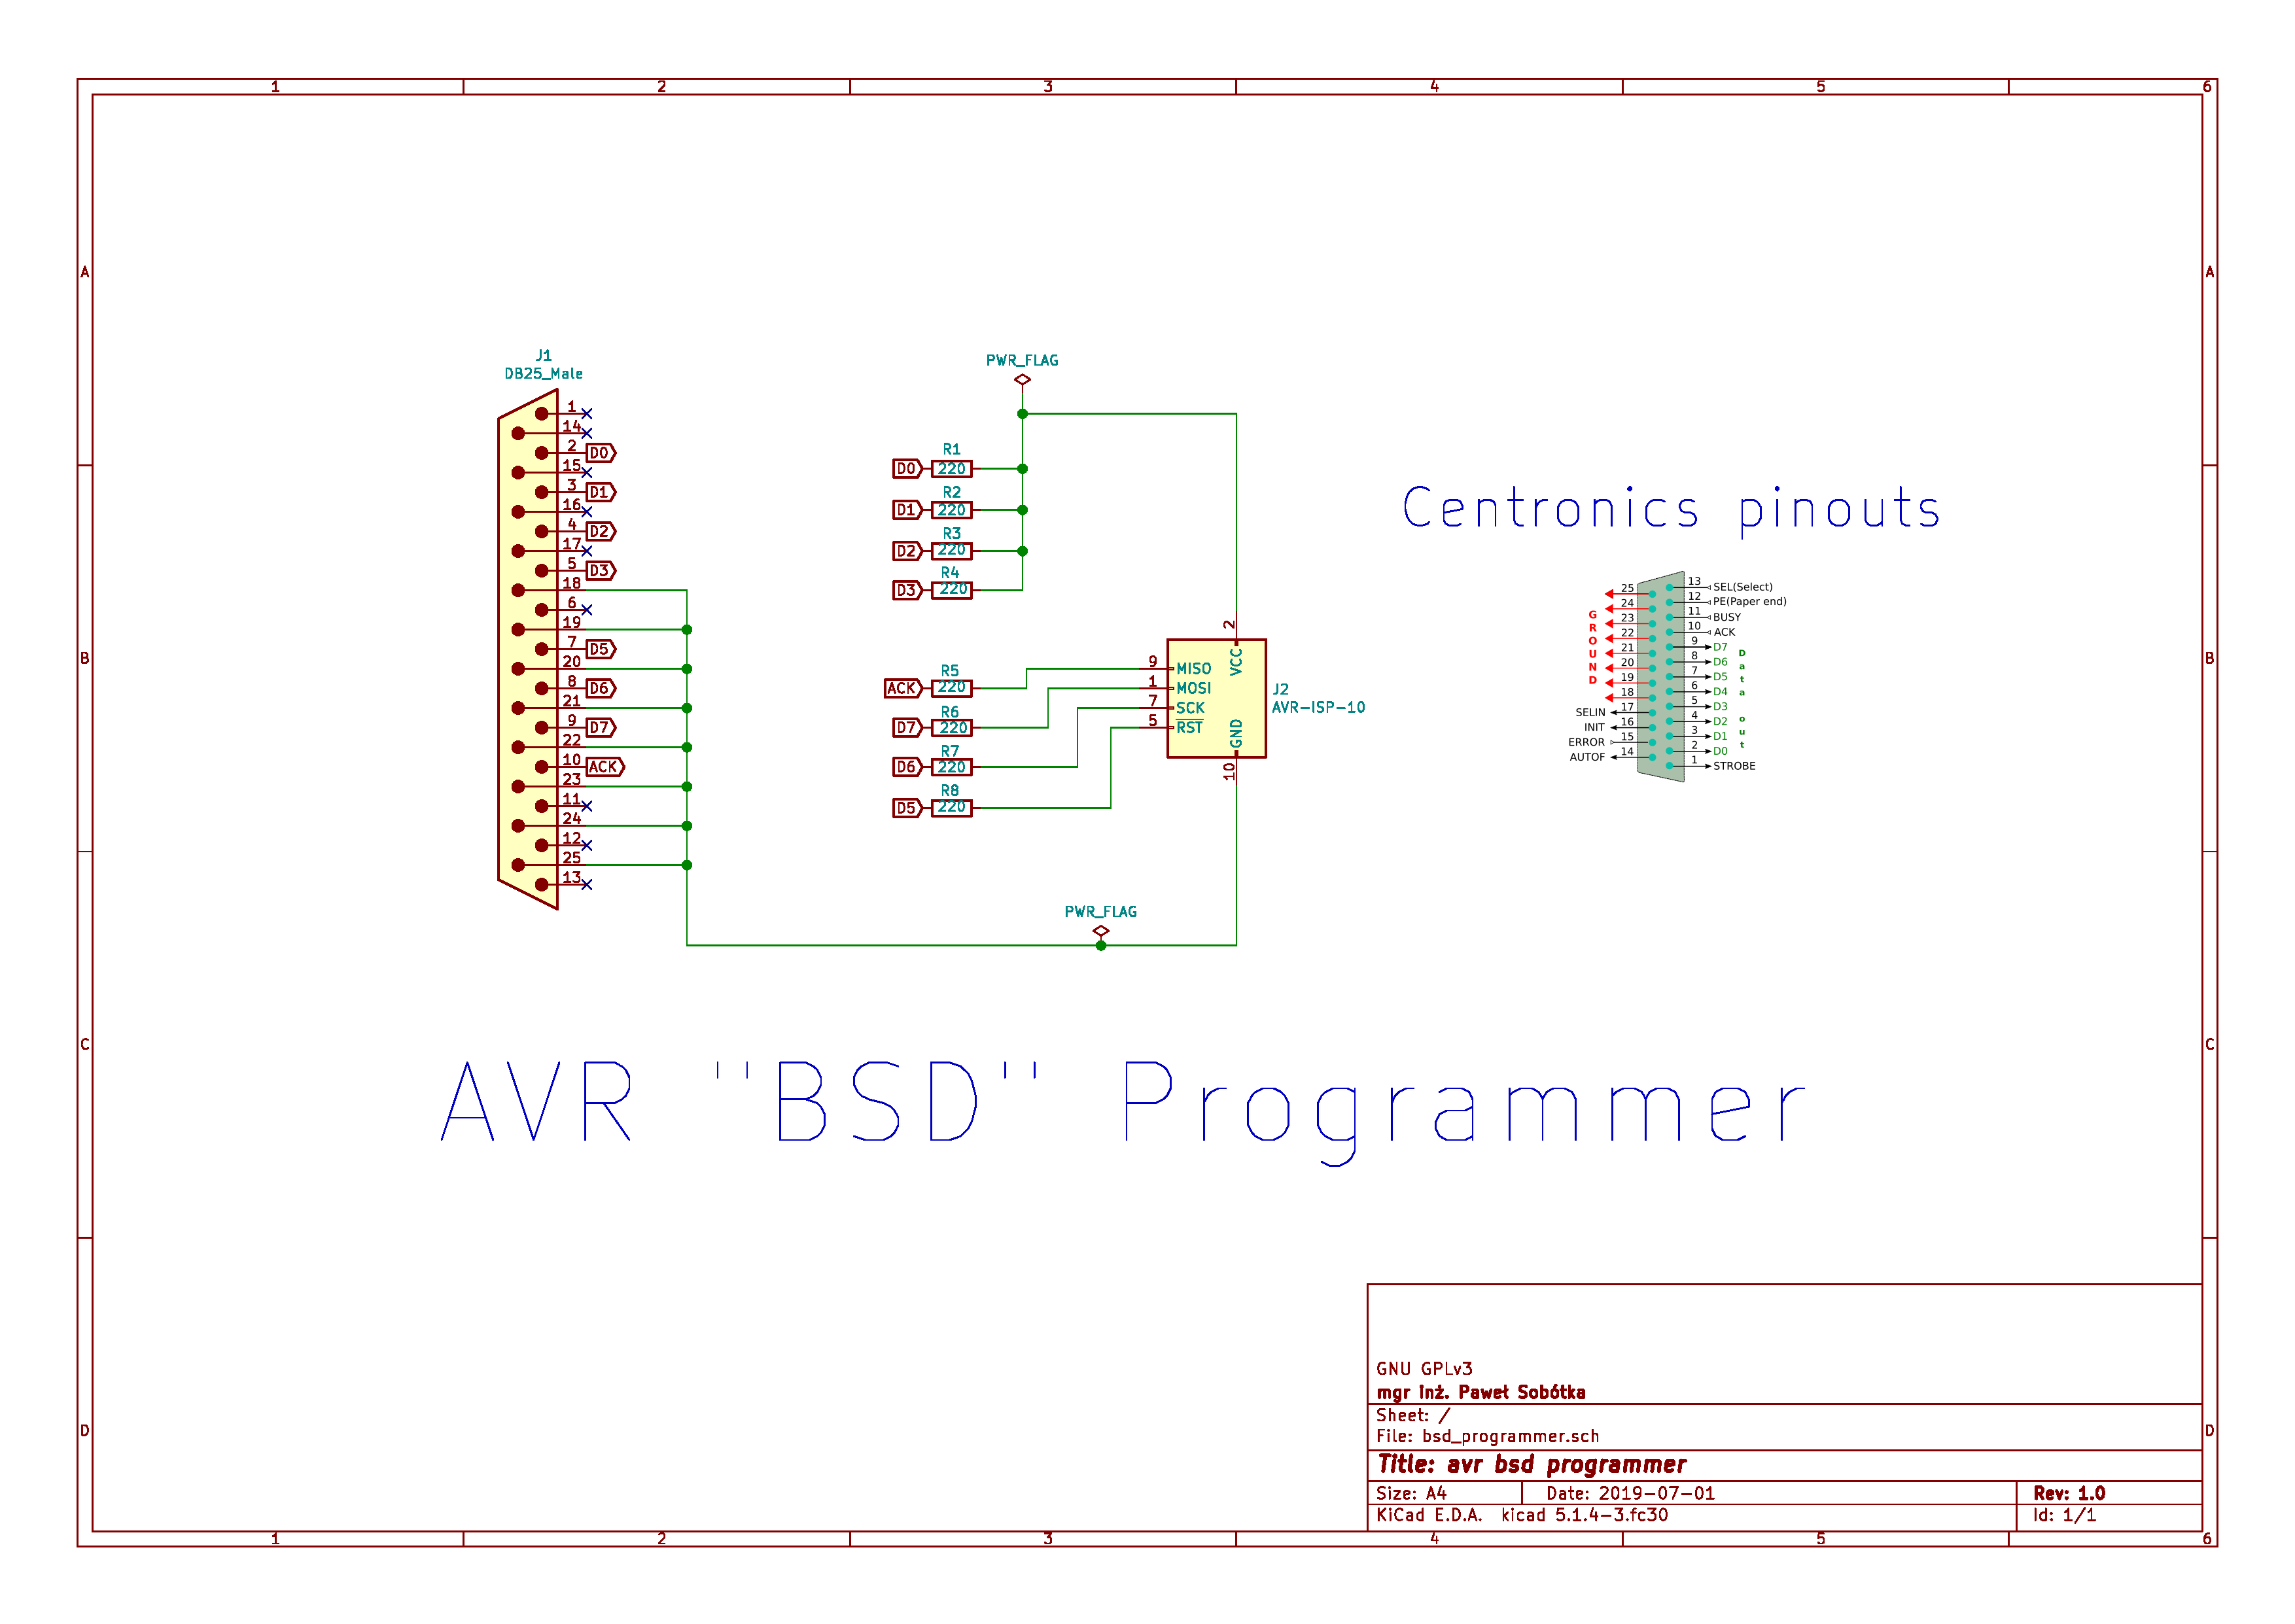 1 2 3 4 5 6
A
B
C
D
A
B
C
D
J1
DB25_Male
1
14
2 D0
15
3 D1
16
4 D2
17
5 D3
18
6
19
7 D5
20
8 D6
21
9 D7
22
10 ACK
23
11
24
12
25
13
PWR_FLAG
R1
D0 220
R2
D1 220
R3
D2 220
R4
D3 220
R5
ACK 220
R6
D7 220
R7
D6 220
R8
D5 220
2
VCC
9 MISO
1 MOSI
7 SCK
5 RST
GND
10
J2
AVR-ISP-10
PWR_FLAG
Centronics pinouts
25
24
23
22
21
20
19
18
GROUND
SELIN 17
INIT 16
ERROR 15
AUTOF 14
13 SEL(Select)
12 PE(Paper end)
11 BUSY
10 ACK
9 D7
8 D6
7 D5
6 D4
5 D3
4 D2
3 D1
2 D0
1 STROBE
Data out
AVR "BSD" Programmer
GNU GPLv3
mgr inż. Paweł Sobótka
Sheet: /
File: bsd_programmer.sch
Title: avr bsd programmer
Size: A4 Date: 2019-07-01 Rev: 1.0
KiCad E.D.A. kicad 5.1.4-3.fc30 Id: 1/1
1 2 3 4 5 6